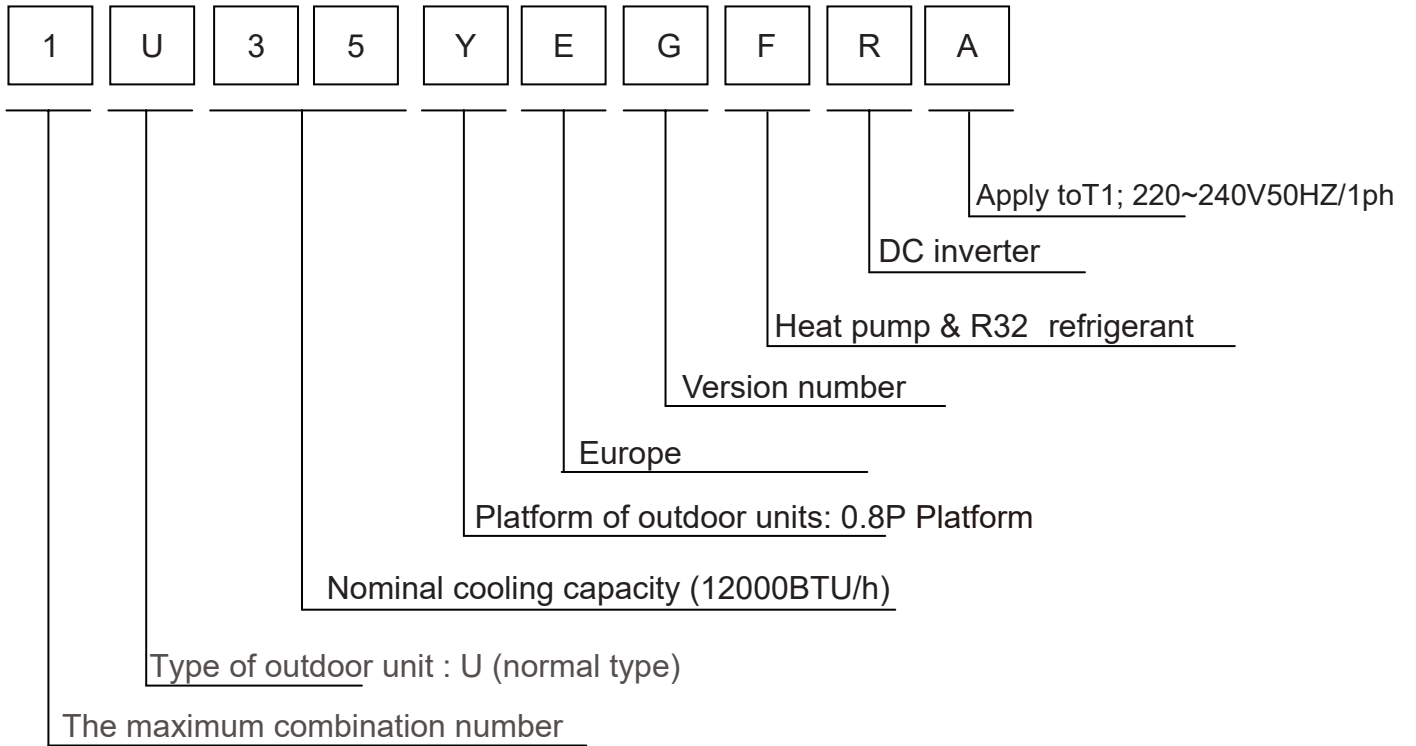 1 U 3 5 Y E G F R A
Apply toT1; 220~240V50HZ/1ph
DC inverter
Heat pump & R32 refrigerant
Version number
Europe
Platform of outdoor units: 0.8P Platform
Nominal cooling capacity (12000BTU/h)
Type of outdoor unit : U (normal type)
The maximum combination number